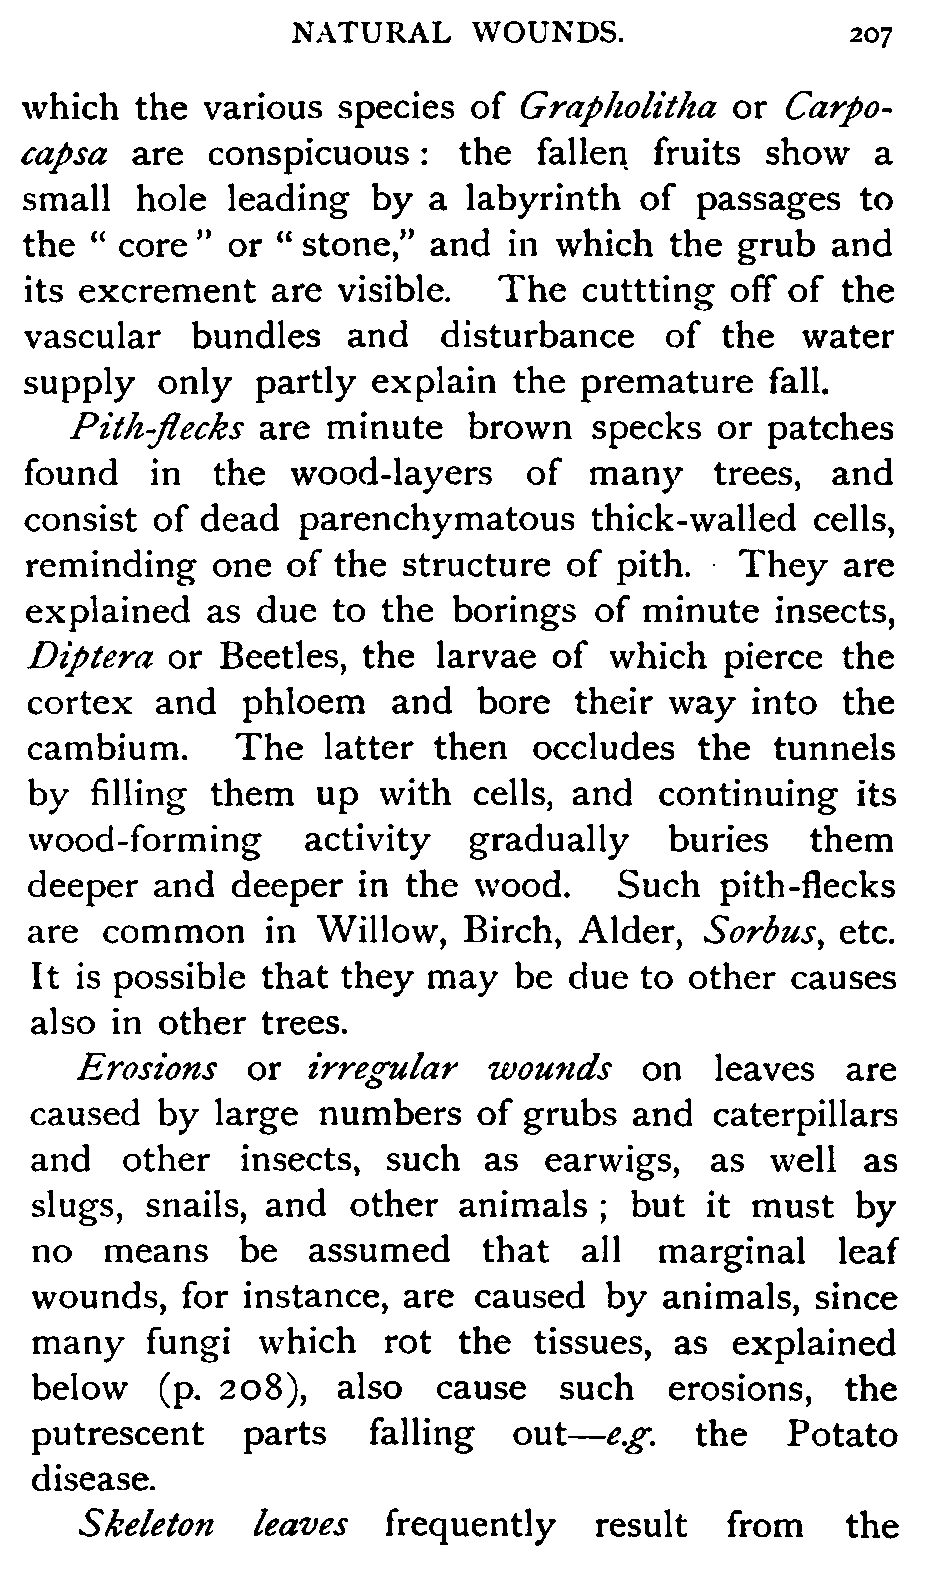 NATURAL WOUNDS. 207
which the various species of Grapholitha or Carpo-
capsa are conspicuous : the fallen fruits show a
small hole leading by a labyrinth of passages to
the “ core ” or “ stone,” and in which the grub and
its excrement are visible. The cuttting off of the
vascular bundles and disturbance of the water
supply only partly explain the premature fall.
Pith-flecks are minute brown specks or patches
found in the wood-layers of many trees, and
consist of dead parenchymatous thick-walled cells,
reminding one of the structure of pith. They are
explained as due to the borings of minute insects,
Diptera or Beetles, the larvae of which pierce the
cortex and phloem and bore their way into the
cambium. The latter then occludes the tunnels
by filling them up with cells, and continuing its
wood-forming activity gradually buries them
deeper and deeper in the wood. Such pith-flecks
are common in Willow, Birch, Alder, Sorbus, etc.
It is possible that they may be due to other causes
also in other trees.
Erosions or irregular wounds on leaves are
caused by large numbers of grubs and caterpillars
and other insects, such as earwigs, as well as
slugs, snails, and other animals ; but it must by
no means be assumed that all marginal leaf
wounds, for instance, are caused by animals, since
many fungi which rot the tissues, as explained
below (p. 208), also cause such erosions, the
putrescent parts falling out—e.g. the Potato
disease.
Skeleton leaves frequently result from the